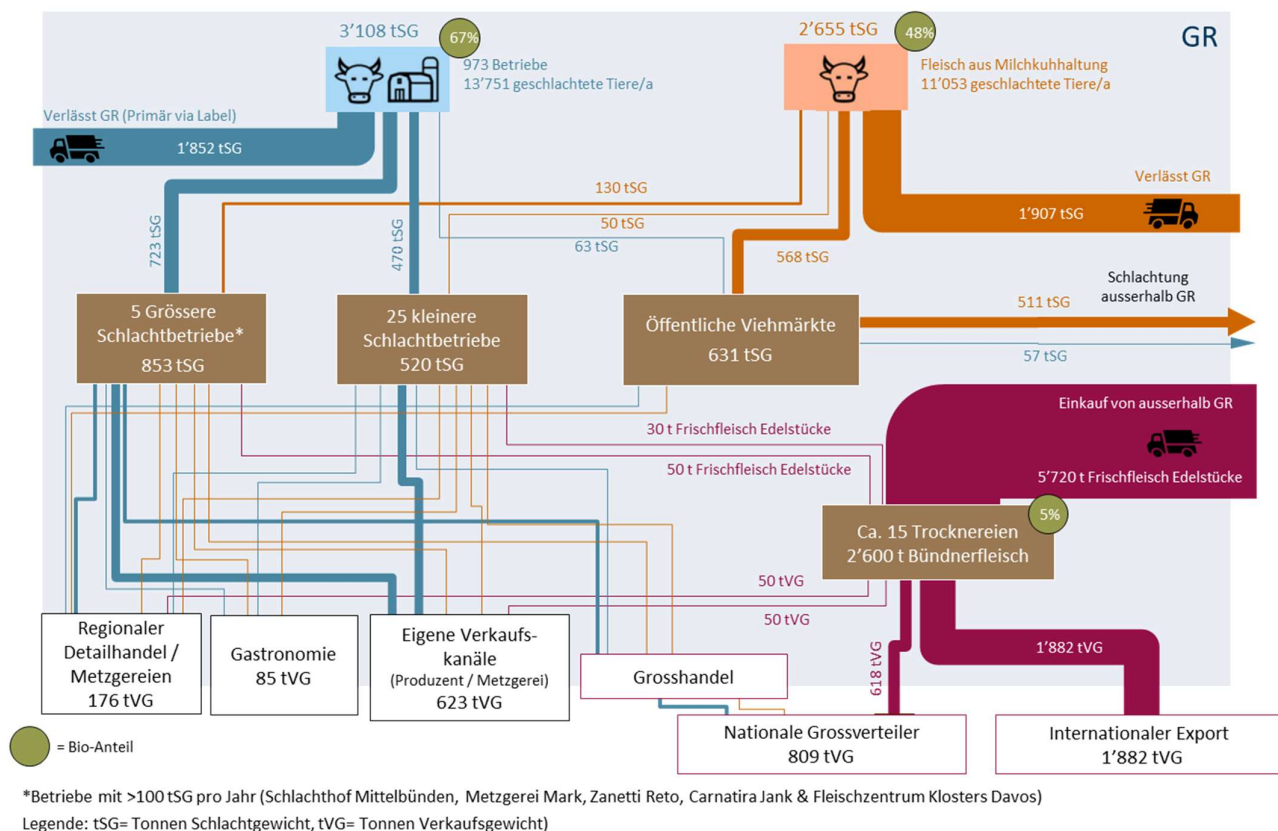 GR
3’108 tSG
67%
973 Betriebe
13’751 geschlachtete Tiere/a
2’655 tSG
48%
Fleisch aus Milchkuhhaltung
11’053 geschlachtete Tiere/a
Verlässt GR (Primär via Label)
1’852 tSG
Verlässt GR
1’907 tSG
130 tSG
50 tSG
63 tSG
568 tSG
723 tSG
470 tSG
5 Grössere
Schlachtbetriebe*
853 tSG
25 kleinere
Schlachtbetriebe
520 tSG
Öffentliche Viehmärkte
631 tSG
Schlachtung
ausserhalb GR
511 tSG
57 tSG
Einkauf von ausserhalb GR
5’720 t Frischfleisch Edelstücke
30 t Frischfleisch Edelstücke
50 t Frischfleisch Edelstücke
5%
Ca. 15 Trocknereien
2’600 t Bündnerfleisch
50 tVG
50 tVG
618 tVG
1’882 tVG
Regionaler
Detailhandel /
Metzgereien
176 tVG
Gastronomie
85 tVG
Eigene Verkaufs-
kanäle
(Produzent / Metzgerei)
623 tVG
Grosshandel
Nationale Grossverteiler
809 tVG
Internationaler Export
1’882 tVG
= Bio-Anteil
*Betriebe mit >100 tSG pro Jahr (Schlachthof Mittelbünden, Metzgerei Mark, Zanetti Reto, Carnatira Jank & Fleischzentrum Klosters Davos)
Legende: tSG= Tonnen Schlachtgewicht, tVG= Tonnen Verkaufsgewicht)